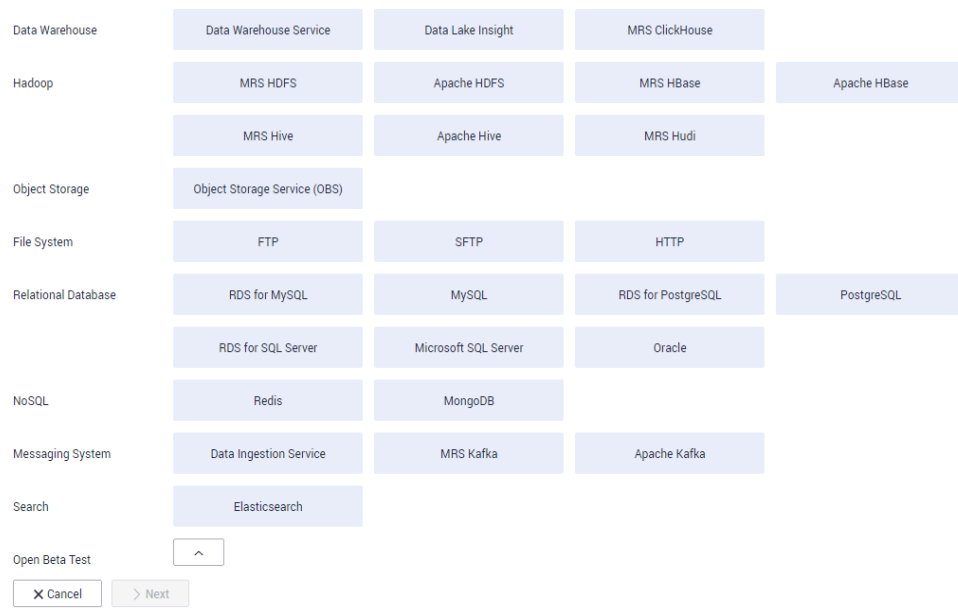 Data Warehouse Data Warehouse Service Data Lake Insight MRS ClickHouse
Hadoop MRS HDFS Apache HDFS MRS HBase Apache HBase
MRS Hive Apache Hive MRS Hudi
Object Storage Object Storage Service (OBS)
File System FTP SFTP HTTP
Relational Database RDS for MySQL MySQL RDS for PostgreSQL PostgreSQL
RDS for SQL Server Microsoft SQL Server Oracle
NoSQL Redis MongoDB
Messaging System Data Ingestion Service MRS Kafka Apache Kafka
Search Elasticsearch
Open Beta Test
Cancel Next